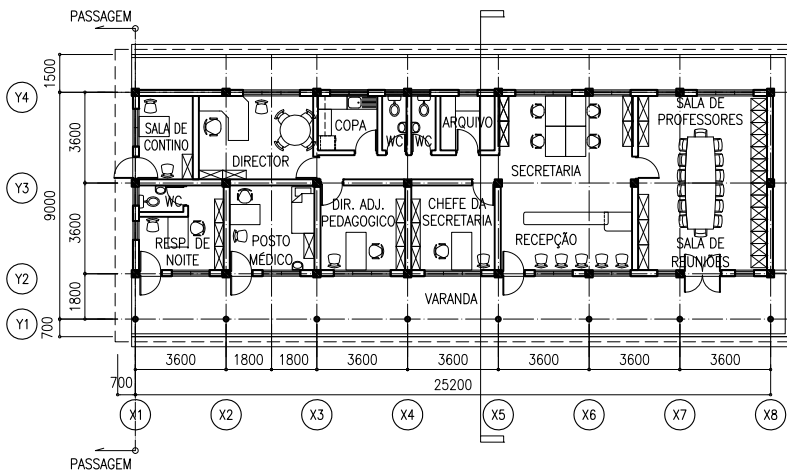 PASSAGEM
1500
Y4
3600
SALA DE
CONTINO
DIRECTOR
COPA
WC
WC
ARQUIVO
SECRETARIA
SALA DE
PROFESSORES
Y3
9000
3600
WC
RESP. DE
NOITE
POSTO
MÉDICO
DIR. ADJ.
PEDAGOGICO
CHEFE DA
SECRETARIA
RECEPÇÃO
SALA DE
REUNIÕES
Y2
1800
VARANDA
Y1
700
3600
1800
1800
3600
3600
3600
3600
3600
700
25200
X1
X2
X3
X4
X5
X6
X7
X8
PASSAGEM